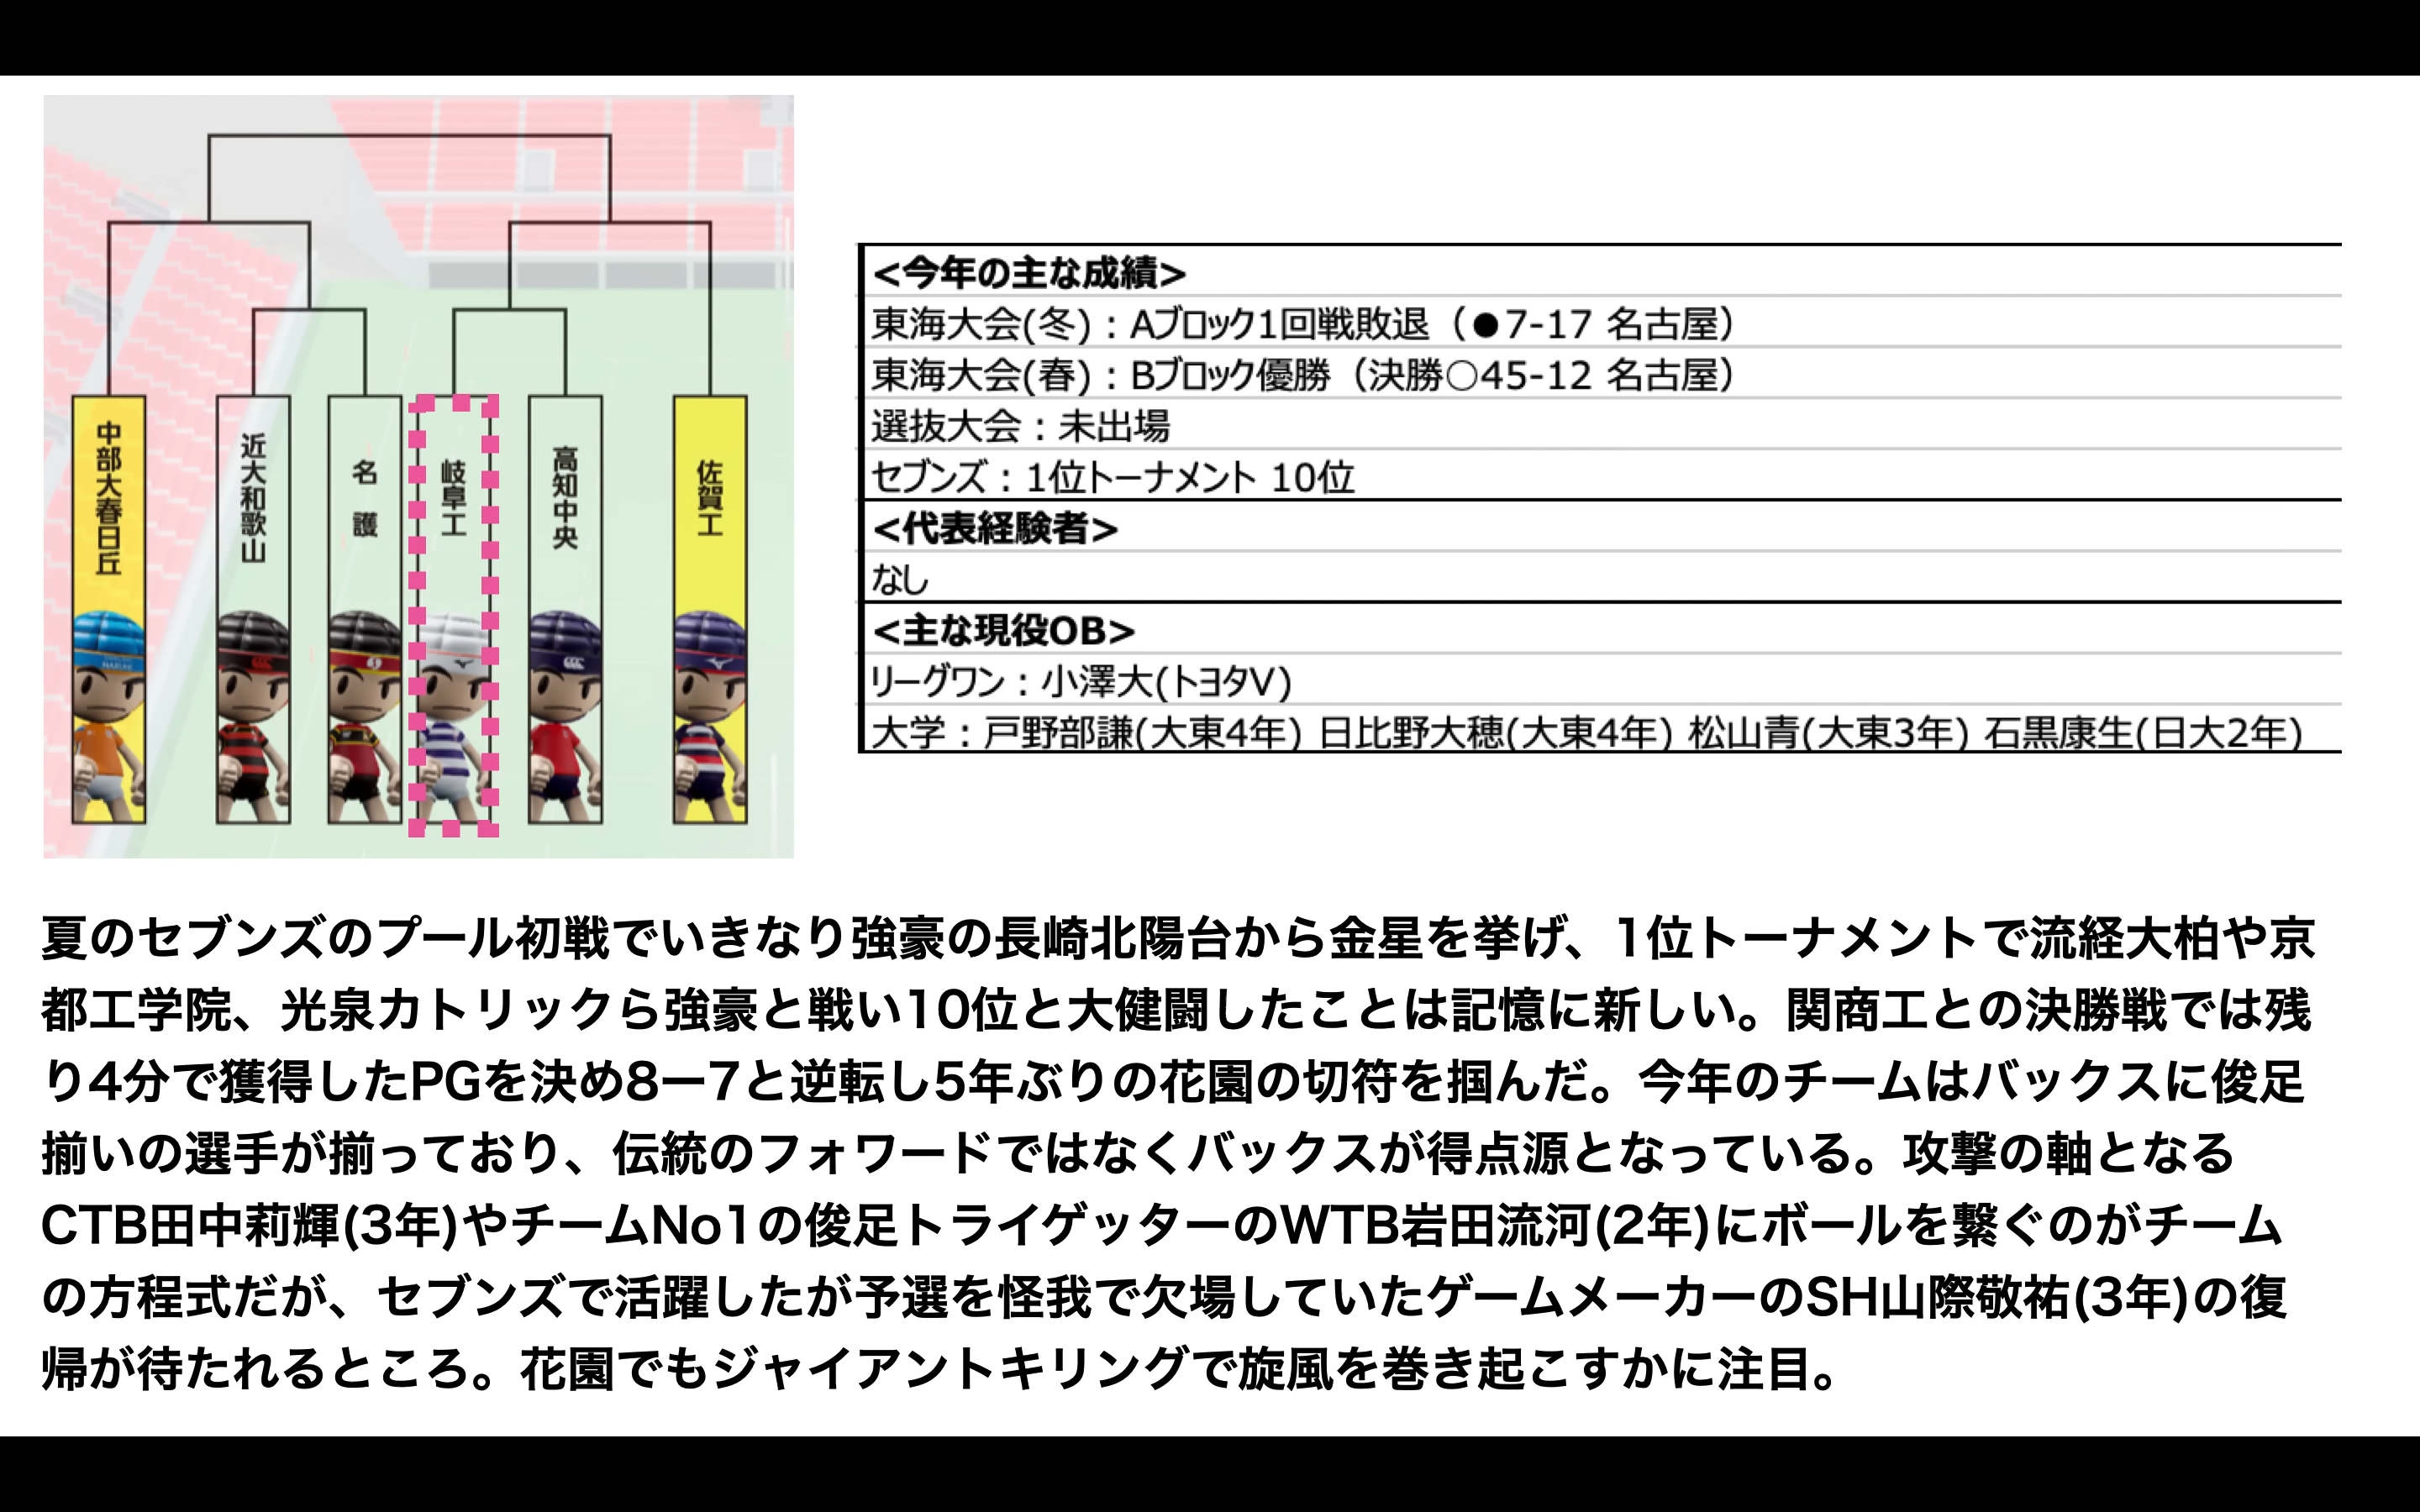 中部大春日丘
近大和歌山
名護
岐阜工
高知中央
佐賀工
<今年の主な成績>
東海大会(冬)：Aブロック1回戦敗退（●7-17 名古屋）
東海大会(春)：Bブロック優勝（決勝○45-12 名古屋）
選抜大会：未出場
セブンズ：1位トーナメント 10位
<代表経験者>
なし
<主な現役OB>
リーグワン：小澤大(トヨタV)
大学：戸野部謙(大東4年) 日比野大穂(大東4年) 松山青(大東3年) 石黒康生(日大2年)
夏のセブンズのプール初戦でいきなり強豪の長崎北陽台から金星を挙げ、1位トーナメントで流経大柏や京
都工学院、光泉カトリックら強豪と戦い10位と大健闘したことは記憶に新しい。関商工との決勝戦では残
り4分で獲得したPGを決め8ー7と逆転し5年ぶりの花園の切符を掴んだ。今年のチームはバックスに俊足
揃いの選手が揃っており、伝統のフォワードではなくバックスが得点源となっている。攻撃の軸となる
CTB田中莉輝(3年)やチームNo1の俊足トライゲッターのWTB岩田流河(2年)にボールを繋ぐのがチーム
の方程式だが、セブンズで活躍したが予選を怪我で欠場していたゲームメーカーのSH山際敬祐(3年)の復
帰が待たれるところ。花園でもジャイアントキリングで旋風を巻き起こすかに注目。